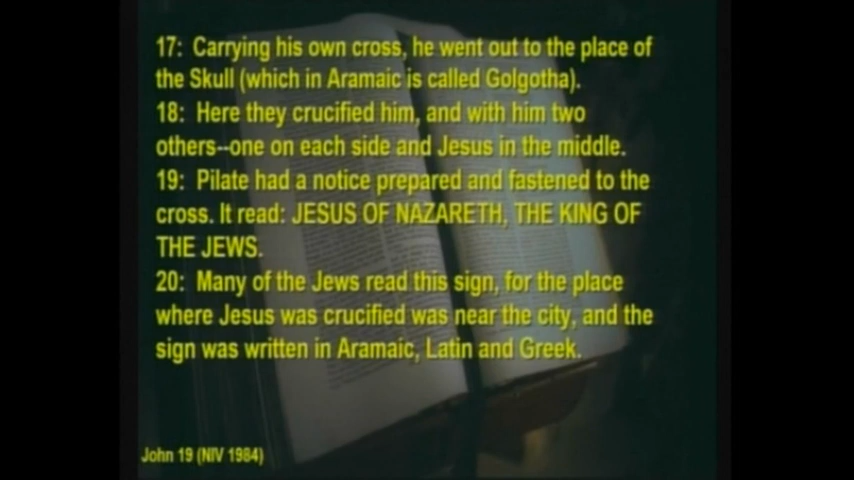 17: Carrying his own cross, he went out to the place of
the Skull (which in Aramaic is called Golgotha).
18: Here they crucified him, and with him two
others--one on each side and Jesus in the middle.
19: Pilate had a notice prepared and fastened to the
cross. It read: JESUS OF NAZARETH, THE KING OF
THE JEWS.
20: Many of the Jews read this sign, for the place
where Jesus was crucified was near the city, and the
sign was written in Aramaic, Latin and Greek.
John 19 (NIV 1984)